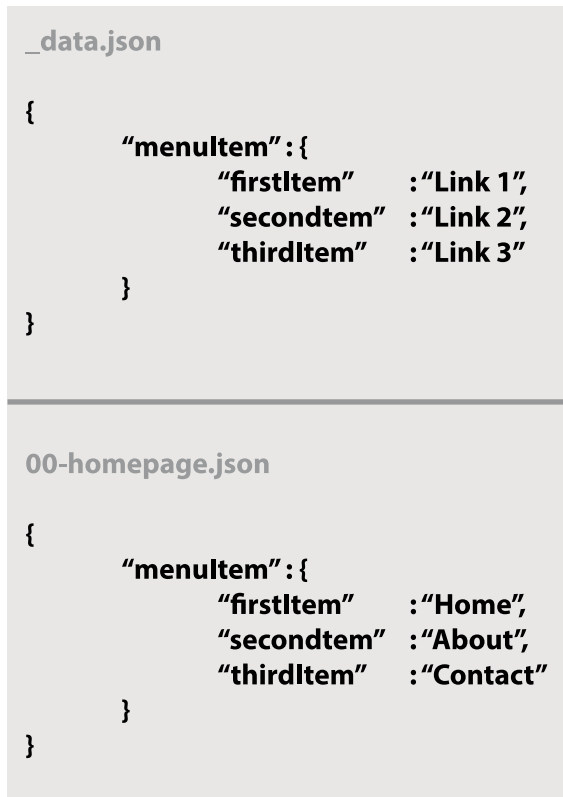 _data.json
{
“menuItem” : {
“firstItem” : “Link 1”,
“secondtem” : “Link 2”,
“thirdItem” : “Link 3”
}
}
00-homepage.json
{
“menuItem” : {
“firstItem” : “Home”,
“secondtem” : “About”,
“thirdItem” : “Contact”
}
}